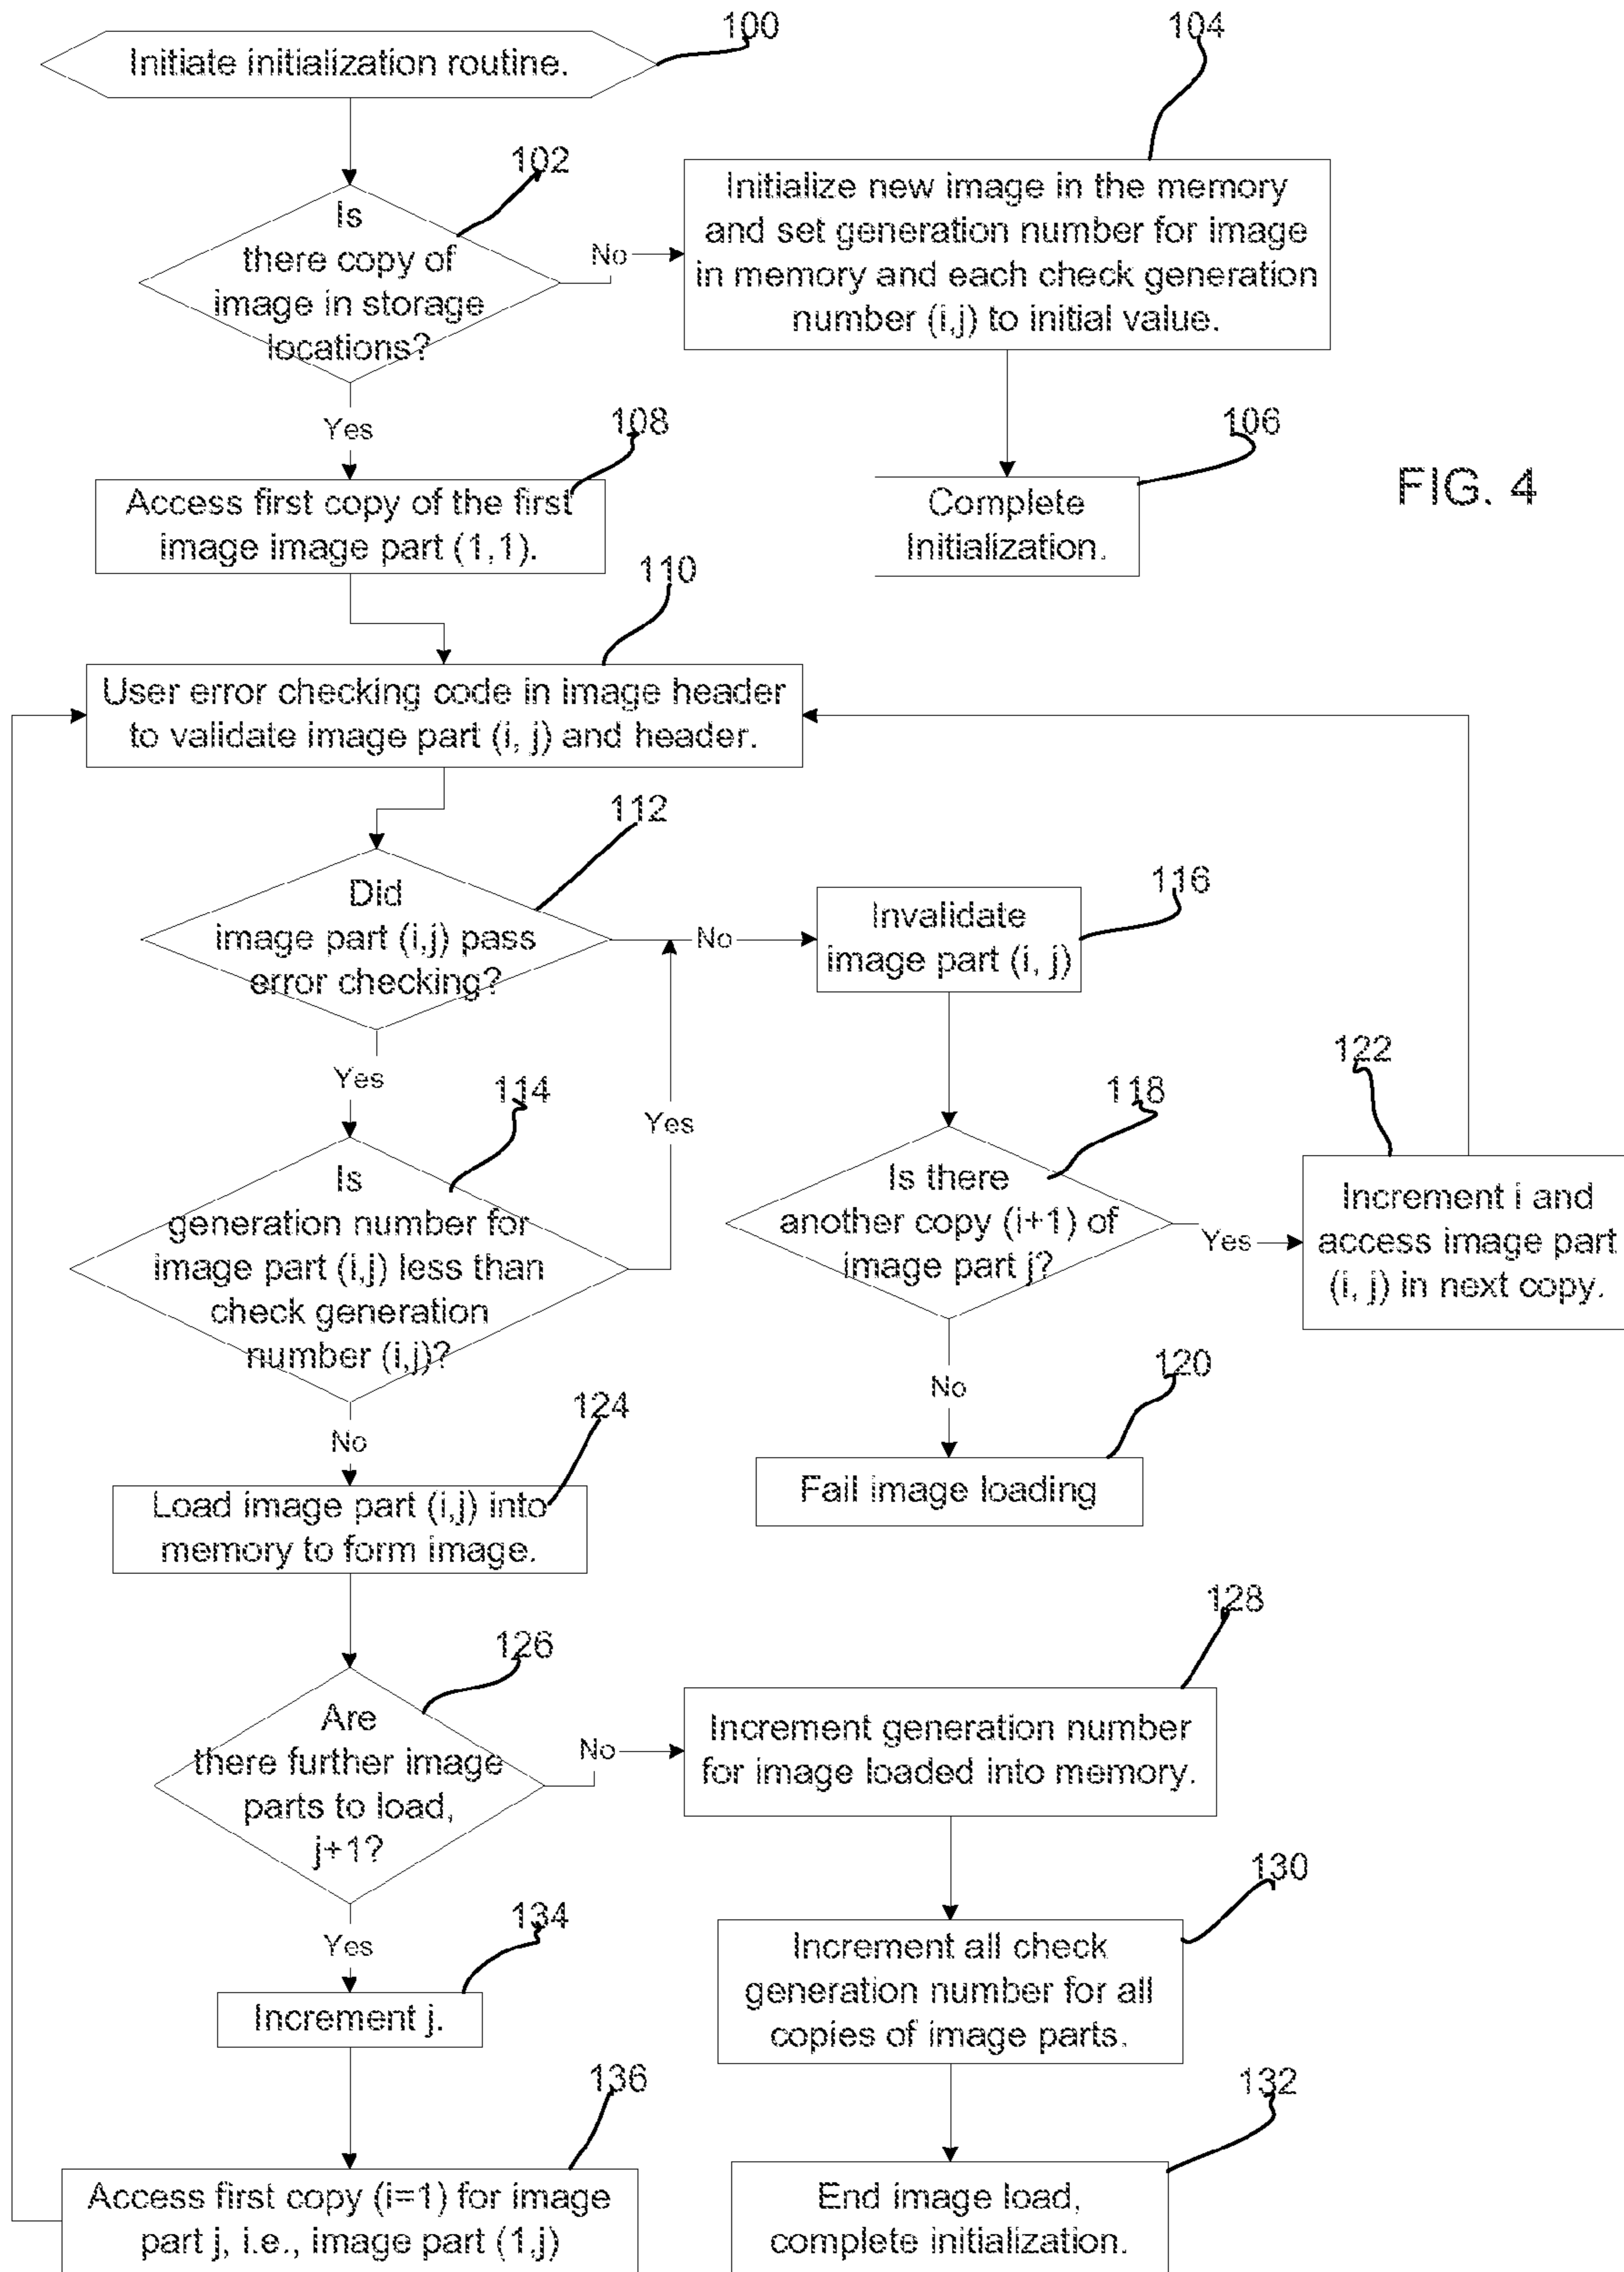 100
Initiate initialization routine.
104
102
Is
there copy of
image in storage
locations?
No
Initialize new image in the memory
and set generation number for image
in memory and each check generation
number (i,j) to initial value.
Yes
108
106
Access first copy of the first
image image part (1,1).
Complete
Initialization.
FIG. 4
110
User error checking code in image header
to validate image part (i, j) and header.
112
Did
image part (i,j) pass
error checking?
No
116
Invalidate
image part (i, j)
Yes
114
Yes
118
122
Is
generation number for
image part (i,j) less than
check generation
number (i,j)?
Is there
another copy (i+1) of
image part j?
Yes
Increment i and
access image part
(i, j) in next copy.
No
124
No
120
Load image part (i,j) into
memory to form image.
Fail image loading
126
128
Are
there further image
parts to load,
j+1?
No
Increment generation number
for image loaded into memory.
Yes
134
130
Increment j.
Increment all check
generation number for all
copies of image parts.
136
132
Access first copy (i=1) for image
part j, i.e., image part (1,j)
End image load,
complete initialization.